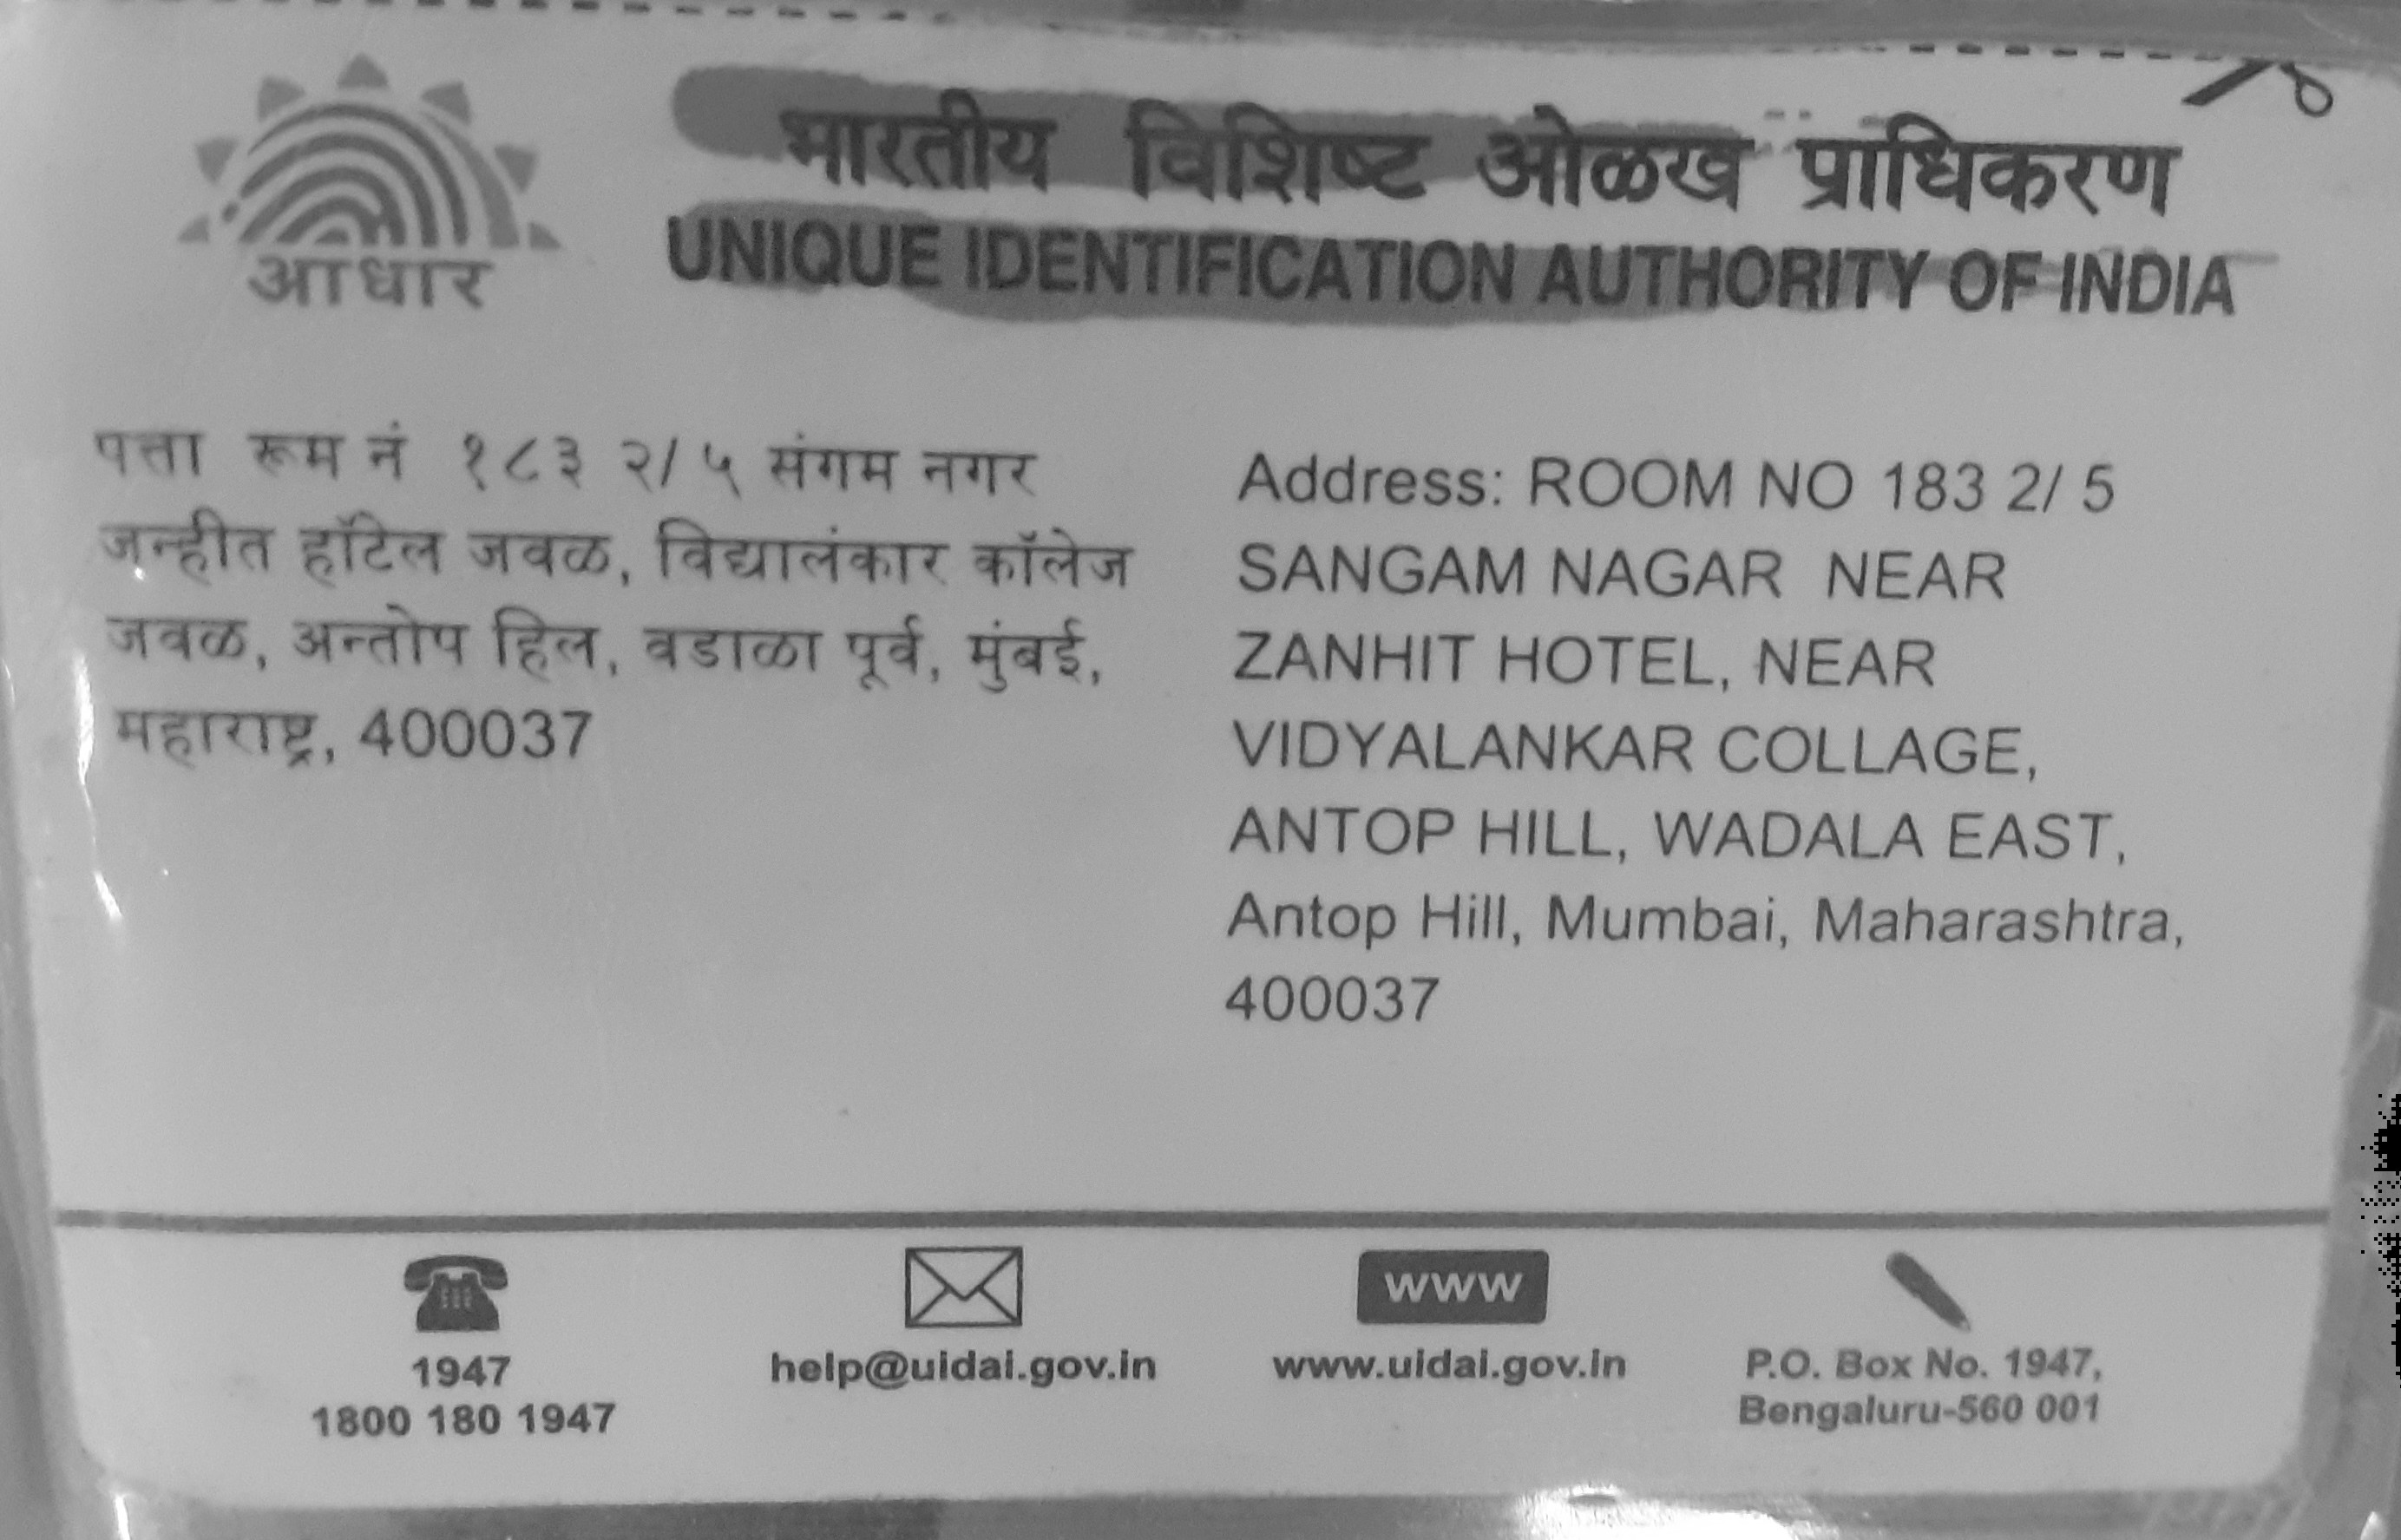 आधार
भारतीय विशिष्ट ओळख प्राधिकरण
UNIQUE IDENTIFICATION AUTHORITY OF INDIA
पत्ता रूम नं १८३ २/ ५ संगम नगर
जन्हीत हॉटेल जवळ, विद्यालंकार कॉलेज
जवळ, अन्तोप हिल, वडाळा पूर्व, मुंबई,
महाराष्ट्र, 400037
Address: ROOM NO 183 2/ 5
SANGAM NAGAR NEAR
ZANHIT HOTEL, NEAR
VIDYALANKAR COLLAGE,
ANTOP HILL, WADALA EAST,
Antop Hill, Mumbai, Maharashtra,
400037
1947
1800 180 1947
help@uidai.gov.in
www
www.uidai.gov.in
P.O. Box No. 1947,
Bengaluru-560 001